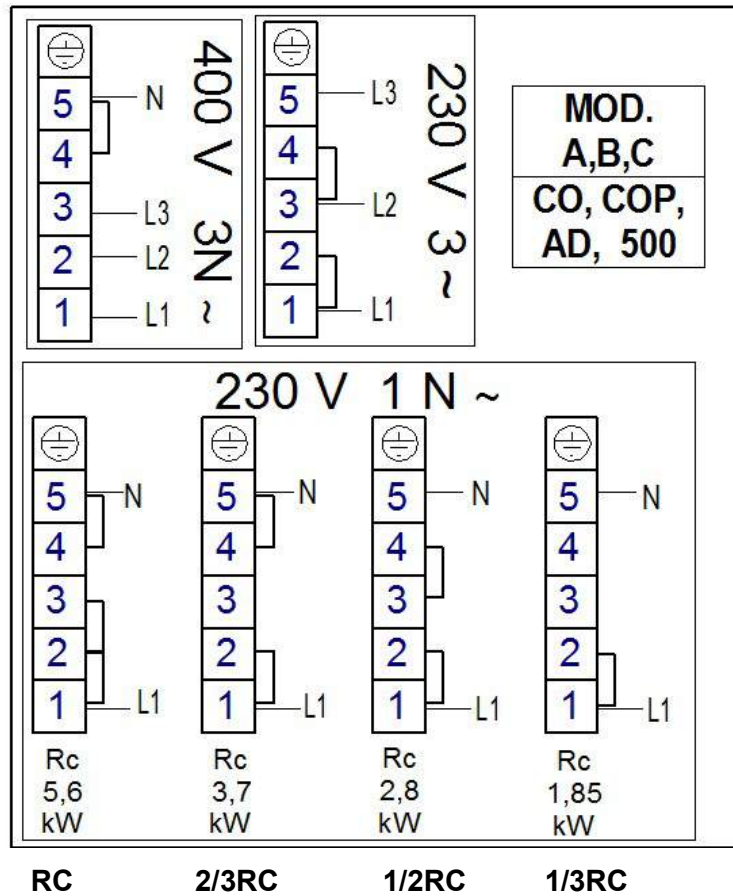 5 N
4
3 L3
2 L2
1 L1
400 V 3N ~
5 L3
4
3 L2
2
1 L1
230 V 3 ~
MOD.
A,B,C
CO, COP,
AD, 500
230 V 1 N ~
5 N
4
3
2
1 L1
Rc
5,6
kW
5 N
4
3
2
1 L1
Rc
3,7
kW
5 N
4
3
2
1 L1
Rc
2,8
kW
5 N
4
3
2
1 L1
Rc
1,85
kW
RC 2/3RC 1/2RC 1/3RC